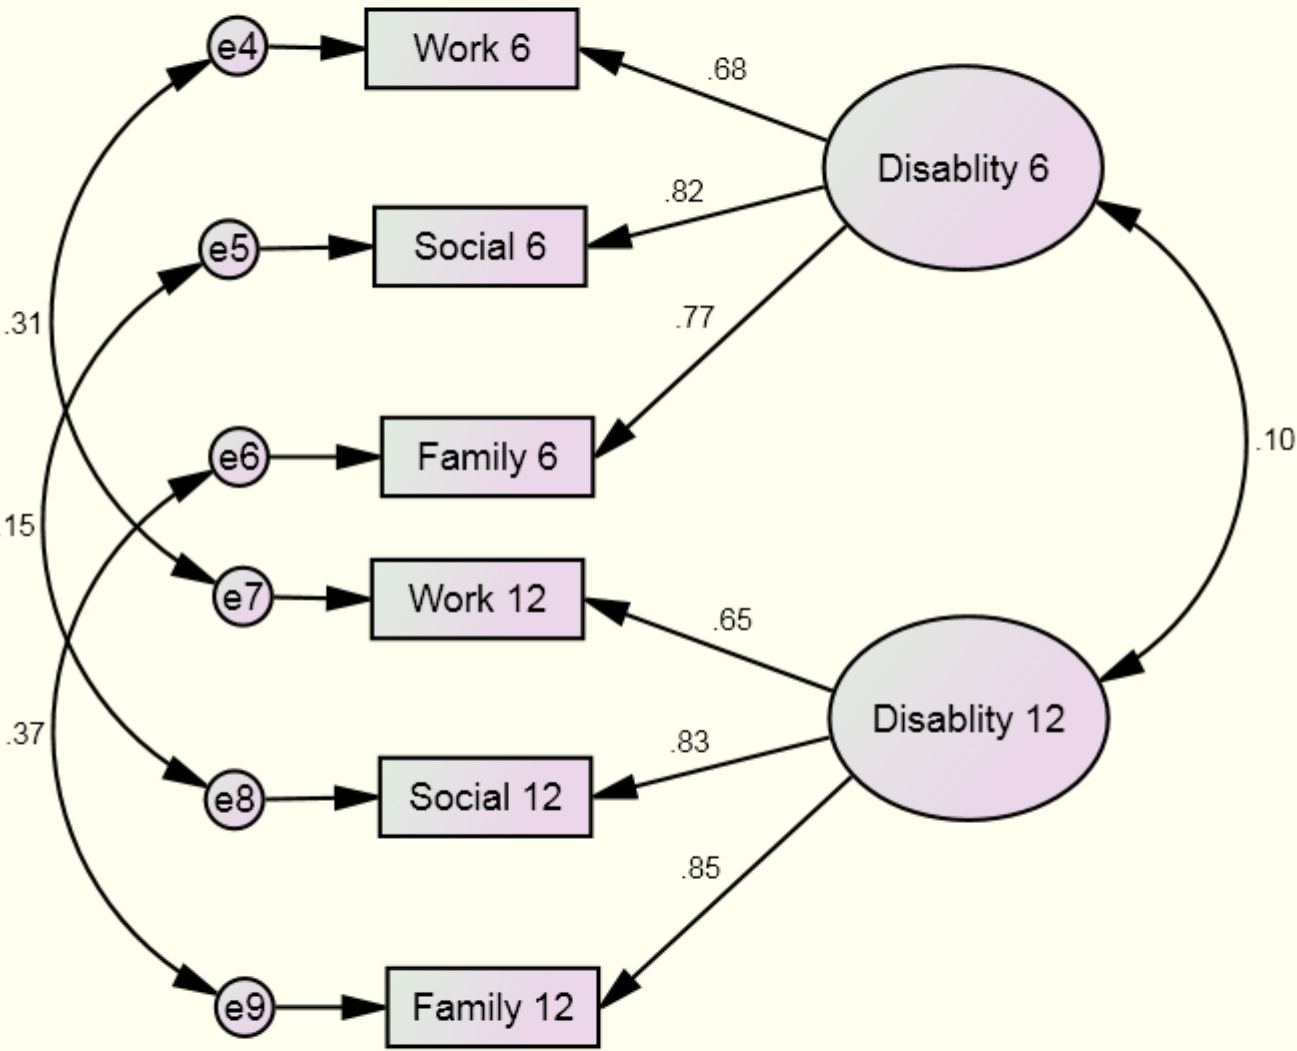 e4
Work 6
.68
Disablity 6
.82
e5
Social 6
.31
.77
.10
e6
Family 6
.15
e7
Work 12
.65
Disablity 12
.37
.83
e8
Social 12
.85
e9
Family 12